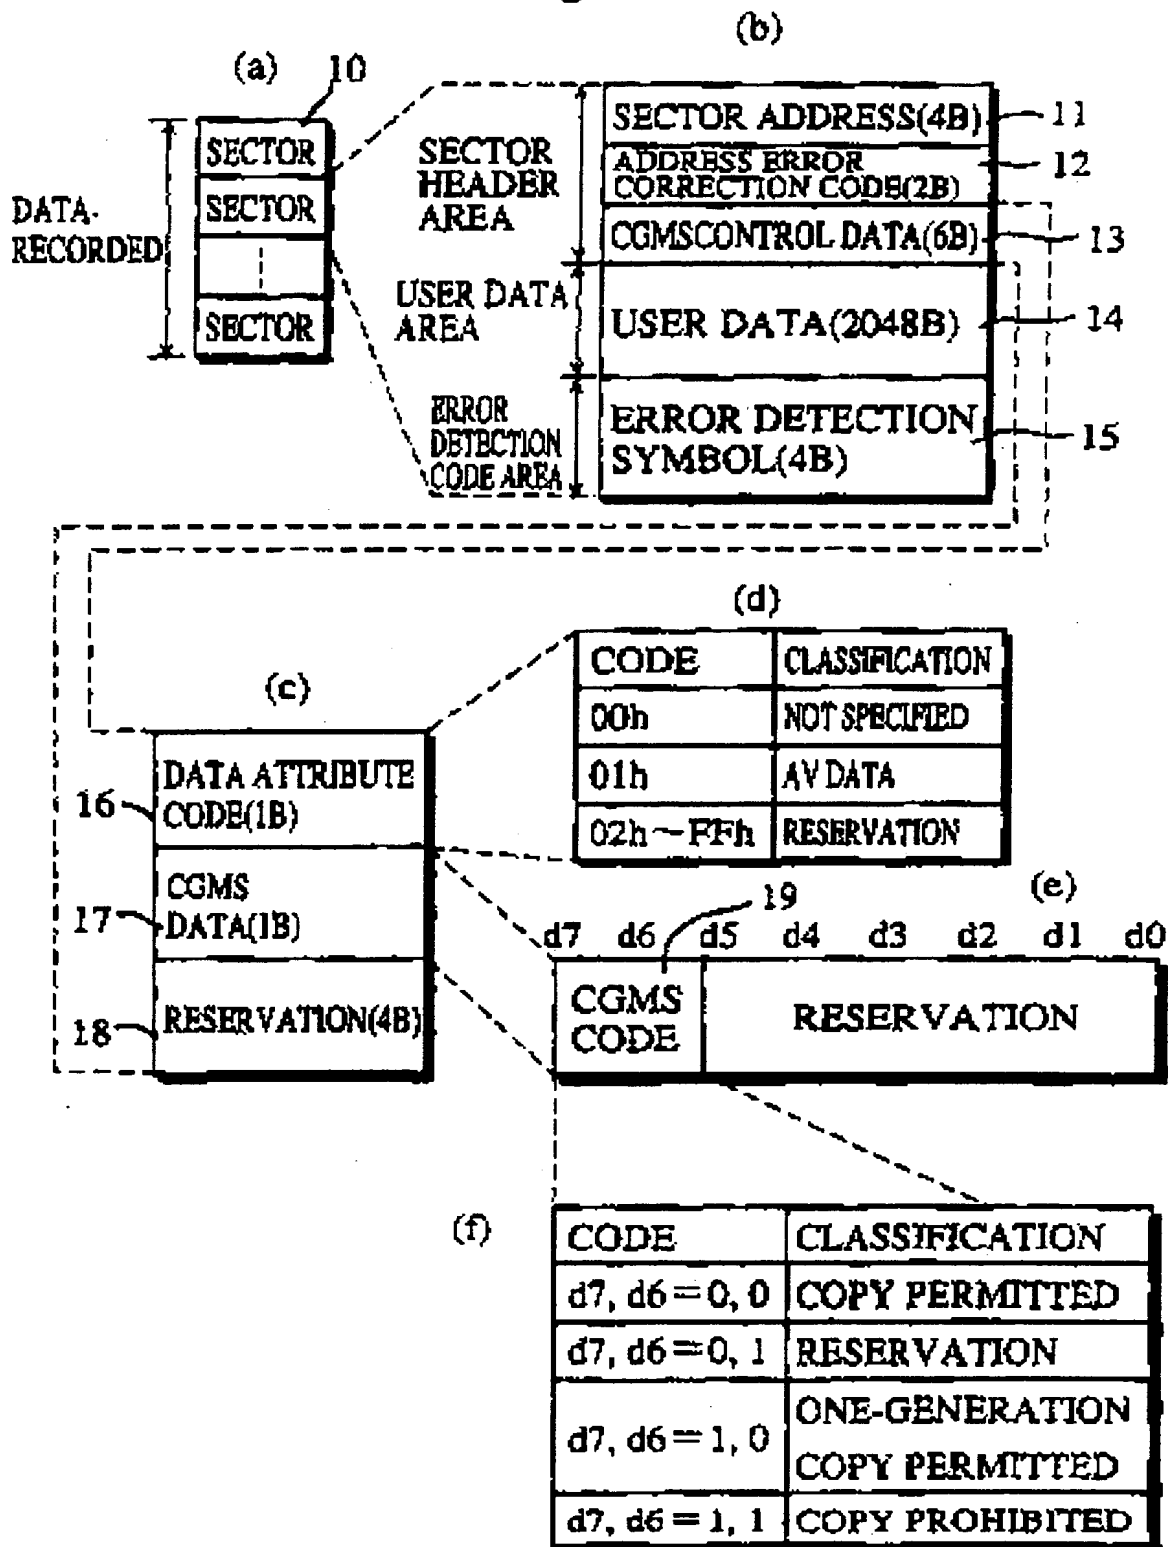 (b)
(a)
10
SECTOR
SECTOR
SECTOR
DATA-
RECORDED
SECTOR
HEADER
AREA
USER DATA
AREA
ERROR
DETECTION
CODE AREA
SECTOR ADDRESS(4B)
11
ADDRESS ERROR
CORRECTION CODE(2B)
12
CGMSCONTROL DATA(6B)
13
USER DATA(2048B)
14
ERROR DETECTION
SYMBOL(4B)
15
(d)
CODE CLASSIFICATION
00h NOT SPECIFIED
01h AV DATA
02h~FFh RESERVATION
(c)
DATA ATTRIBUTE
CODE(1B)
16
CGMS
DATA(1B)
17
RESERVATION(4B)
18
(e)
19
d7 d6 d5 d4 d3 d2 d1 d0
CGMS
CODE
RESERVATION
(f)
CODE CLASSIFICATION
d7, d6=0, 0 COPY PERMITTED
d7, d6=0, 1 RESERVATION
d7, d6=1, 0 ONE-GENERATION
COPY PERMITTED
d7, d6=1, 1 COPY PROHIBITED